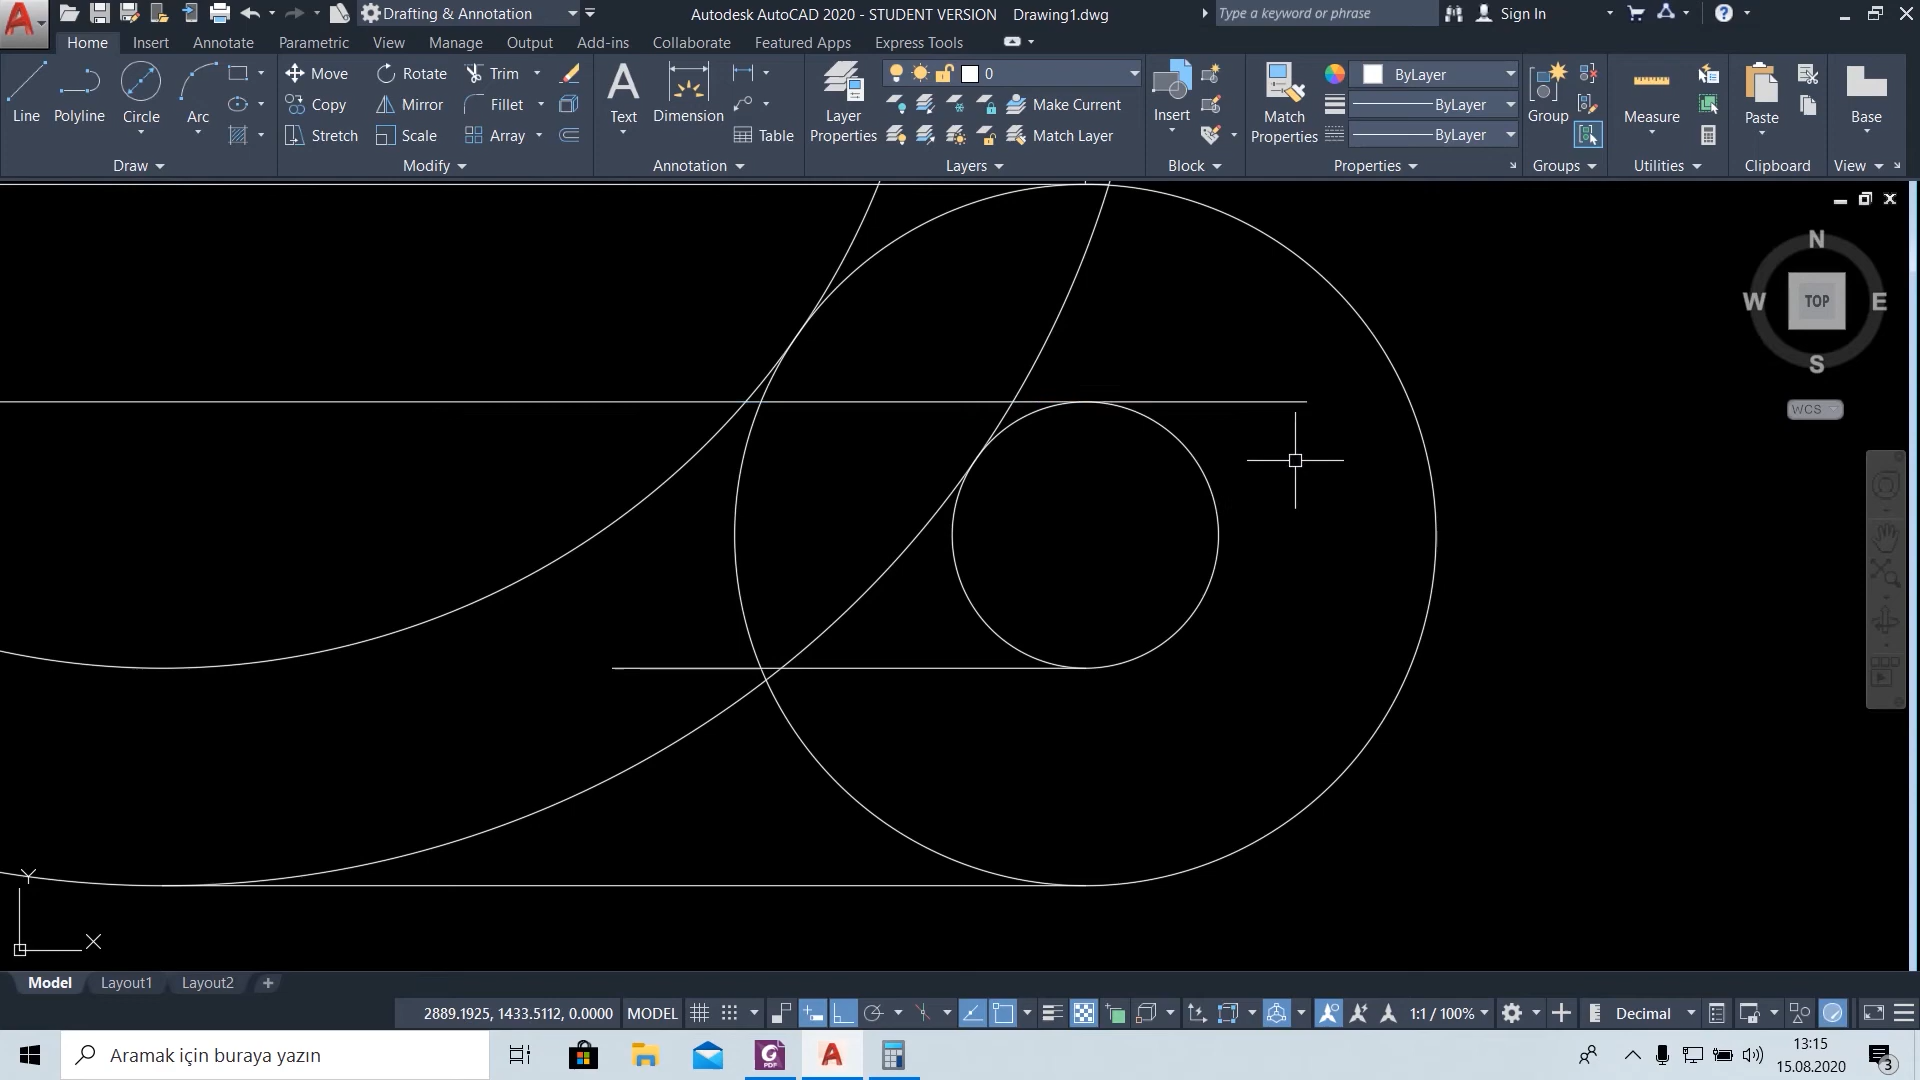 Drafting & Annotation
Autodesk AutoCAD 2020 - STUDENT VERSION Drawing1.dwg
Type a keyword or phrase
Sign In
Home Insert Annotate Parametric View Manage Output Add-ins Collaborate Featured Apps Express Tools
Line
Polyline
Circle
Arc
Draw
Move Rotate Trim
Copy Mirror Fillet
Stretch Scale Array
Modify
Text
Dimension
Table
Annotation
Layer
Properties
0
Make Current
Match Layer
Layers
Insert
Block
Match
Properties
ByLayer
ByLayer
ByLayer
Properties
Group
Groups
Measure
Utilities
Paste
Clipboard
Base
View
N
W TOP E
S
WCS
Y
X
Model Layout1 Layout2
2889.1925, 1433.5112, 0.0000 MODEL 1:1 / 100% Decimal
Aramak için buraya yazın
PDF
13:15
15.08.2020
3